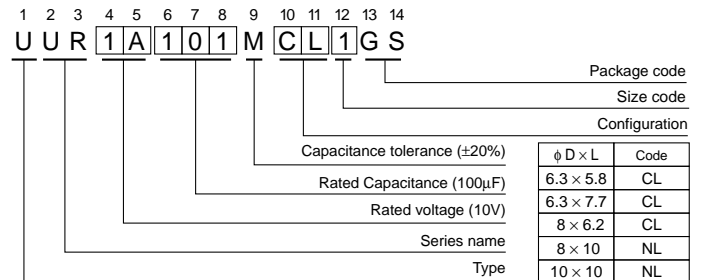 1 2 3 4 5 6 7 8 9 10 11 12 13 14
U U R 1 A 1 0 1 M C L 1 G S
Package code
Size code
Configuration
Capacitance tolerance (±20%)
Rated Capacitance (100µF)
Rated voltage (10V)
Series name
Type
ϕ D × L Code
6.3 × 5.8 CL
6.3 × 7.7 CL
8 × 6.2 CL
8 × 10 NL
10 × 10 NL